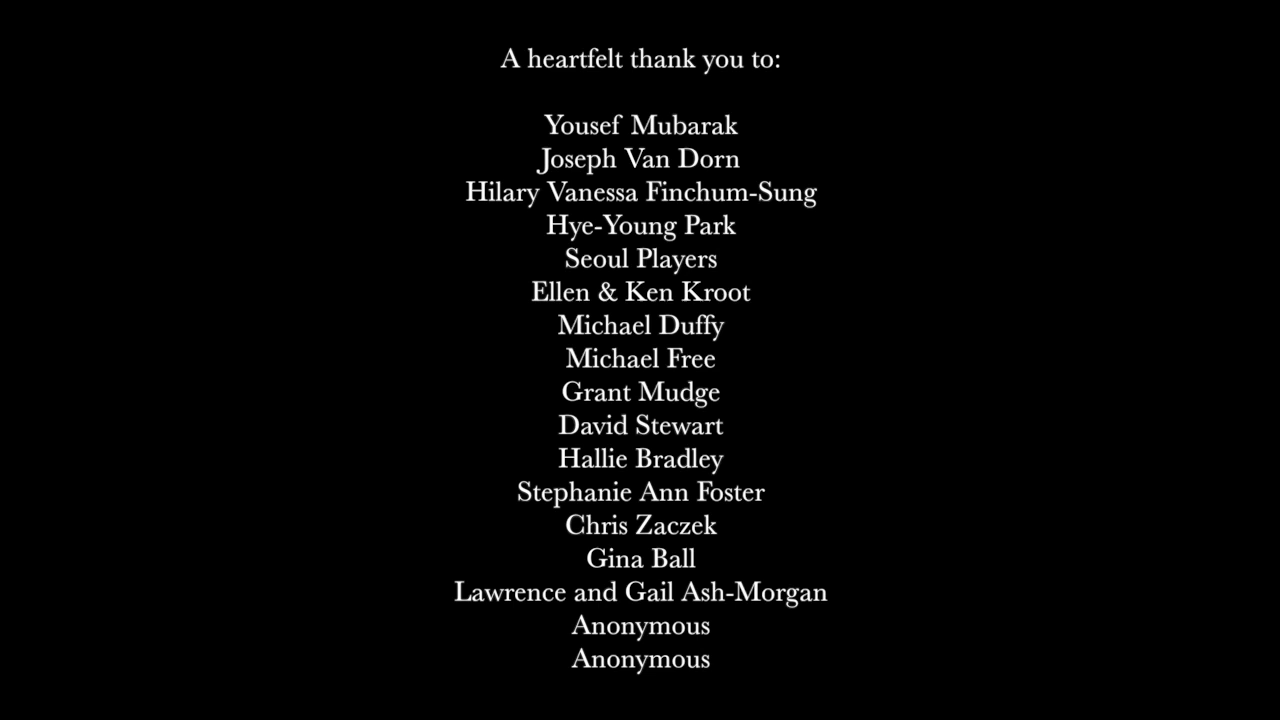 A heartfelt thank you to:
Yousef Mubarak
Joseph Van Dorn
Hilary Vanessa Finchum-Sung
Hye-Young Park
Seoul Players
Ellen & Ken Kroot
Michael Duffy
Michael Free
Grant Mudge
David Stewart
Hallie Bradley
Stephanie Ann Foster
Chris Zaczek
Gina Ball
Lawrence and Gail Ash-Morgan
Anonymous
Anonymous